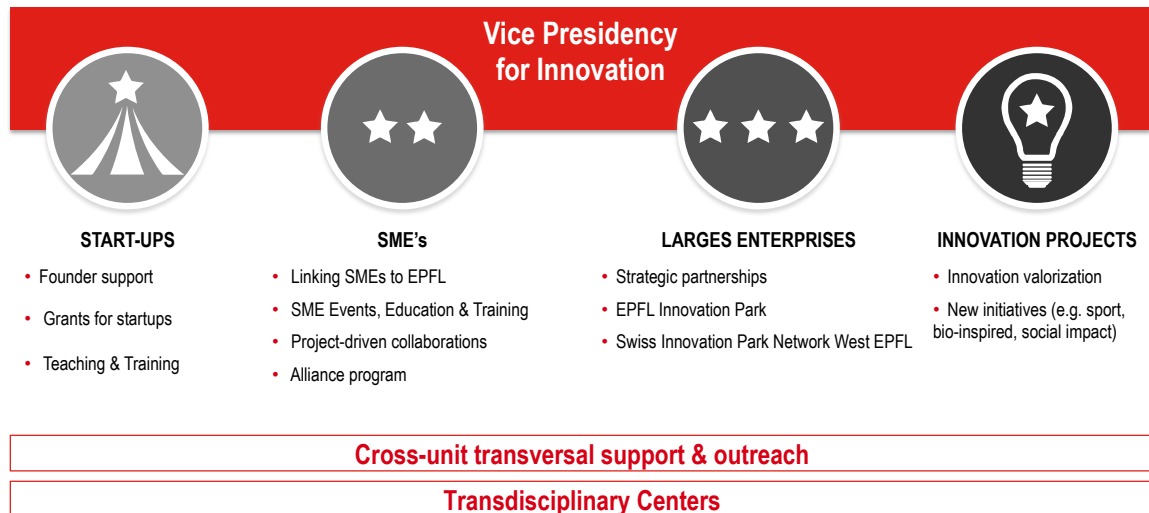 Vice Presidency
for Innovation
START-UPS
• Founder support
• Grants for startups
• Teaching & Training
SME's
• Linking SMEs to EPFL
• SME Events, Education & Training
• Project-driven collaborations
• Alliance program
LARGES ENTERPRISES
• Strategic partnerships
• EPFL Innovation Park
• Swiss Innovation Park Network West EPFL
INNOVATION PROJECTS
• Innovation valorization
• New initiatives (e.g. sport,
bio-inspired, social impact)
Cross-unit transversal support & outreach
Transdisciplinary Centers